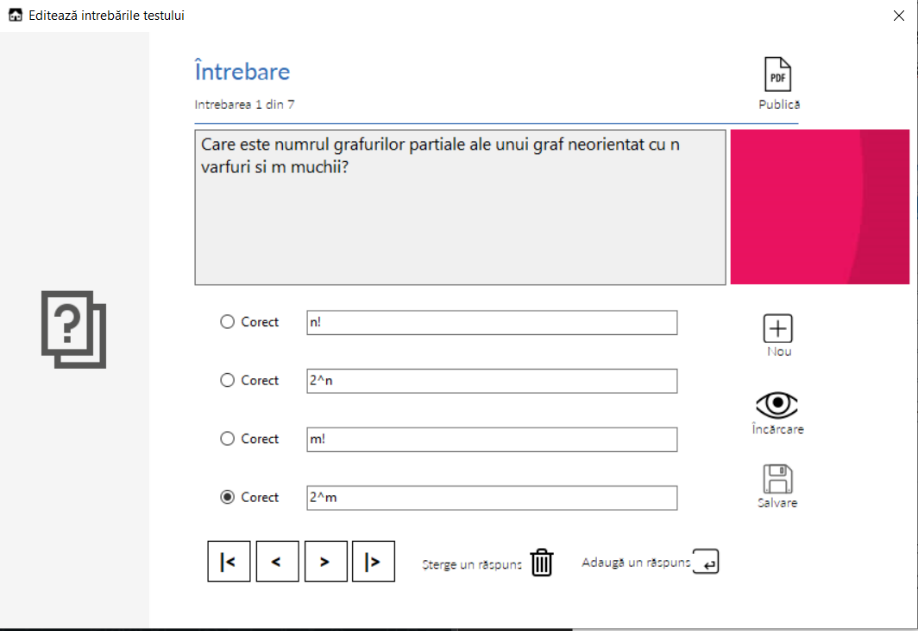 Editează intrebările testului
Întrebare
Intrebarea 1 din 7
PDF
Publică
Care este numrul grafurilor partiale ale unui graf neorientat cu n
varfuri si m muchii?
?
Corect n!
Nou
Corect 2^n
Încărcare
Corect m!
Corect 2^m
Salvare
|< < > |>
Sterge un răspuns
Adaugă un răspuns